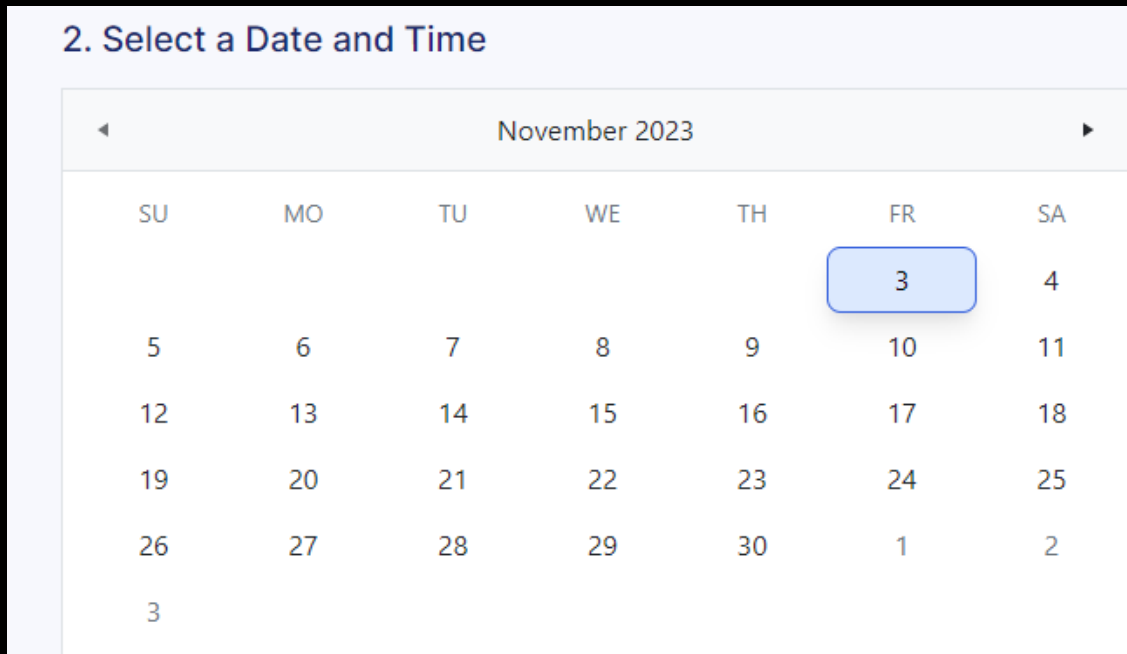 2. Select a Date and Time
November 2023
SU MO TU WE TH FR SA
3 4
5 6 7 8 9 10 11
12 13 14 15 16 17 18
19 20 21 22 23 24 25
26 27 28 29 30 1 2
3